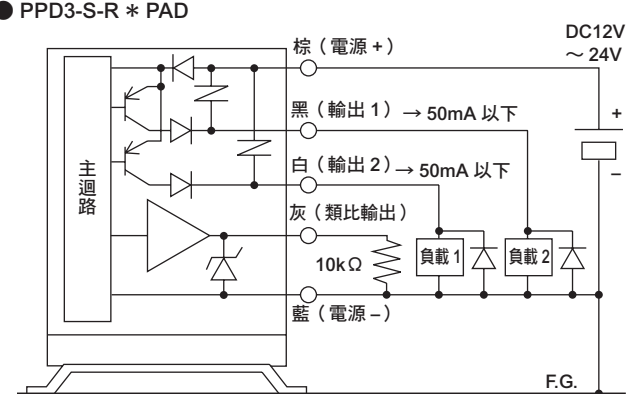 ● PPD3-S-R * PAD
DC12V
～ 24V
棕（電源 + ）
黑（輸出 1 ） → 50mA 以下
白（輸出 2 ）→ 50mA 以下
灰（類比輸出）
主迴路
+
–
10kΩ
負載 1
負載 2
藍（電源 – ）
F.G.